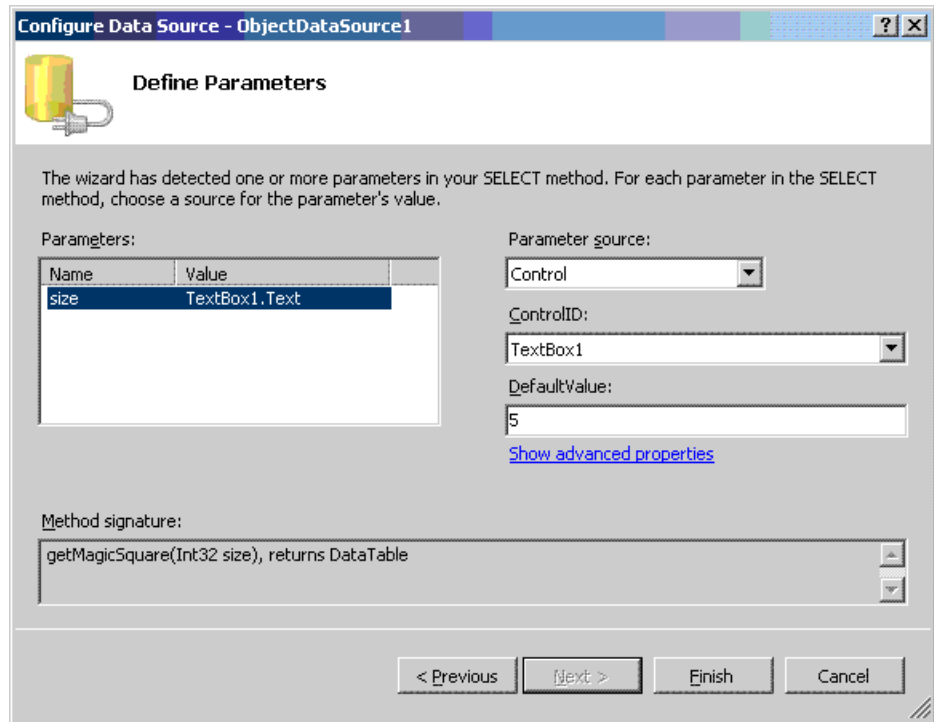 Configure Data Source - ObjectDataSource1
Define Parameters
The wizard has detected one or more parameters in your SELECT method. For each parameter in the SELECT
method, choose a source for the parameter's value.
Parameters:
Name Value
size TextBox1.Text
Parameter source:
Control
ControlID:
TextBox1
DefaultValue:
5
Show advanced properties
Method signature:
getMagicSquare(Int32 size), returns DataTable
< Previous
Next >
Finish
Cancel